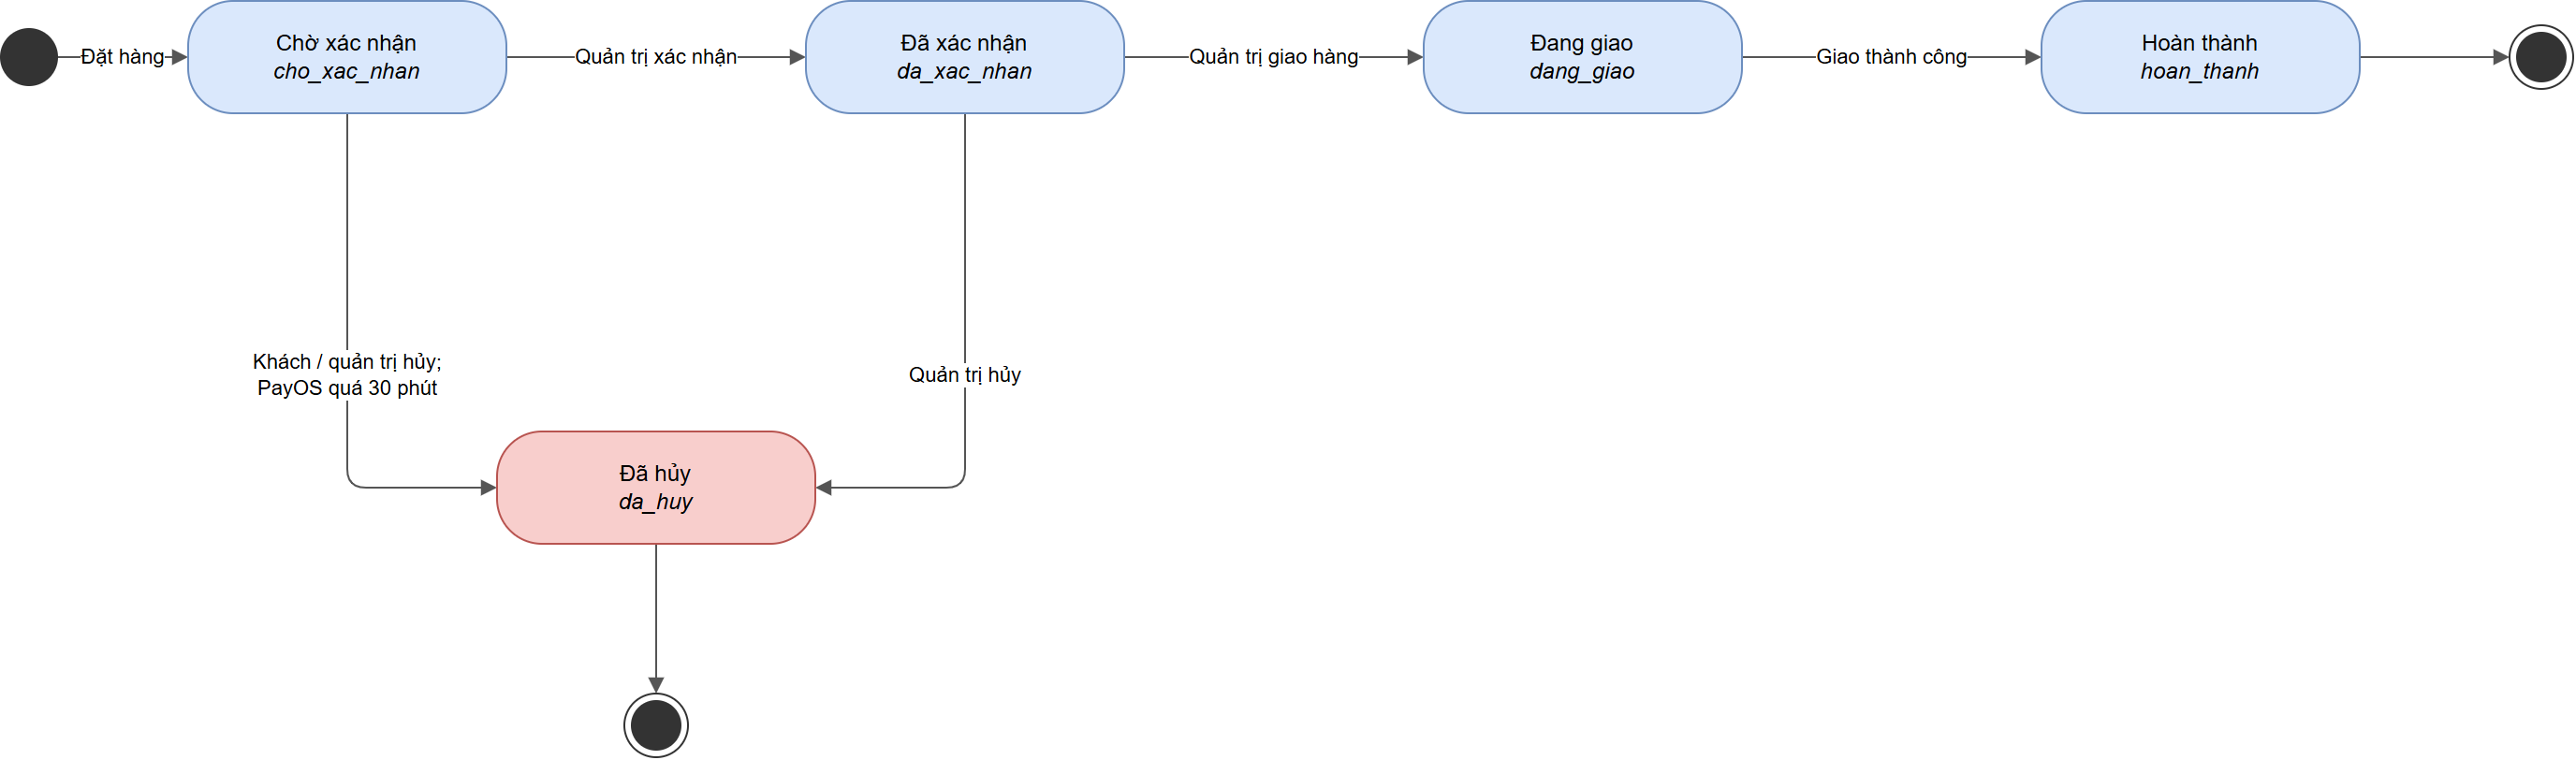 Đặt hàng
Chờ xác nhận
cho_xac_nhan
Quản trị xác nhận
Đã xác nhận
da_xac_nhan
Quản trị giao hàng
Đang giao
dang_giao
Giao thành công
Hoàn thành
hoan_thanh
Khách / quản trị hủy;
PayOS quá 30 phút
Quản trị hủy
Đã hủy
da_huy